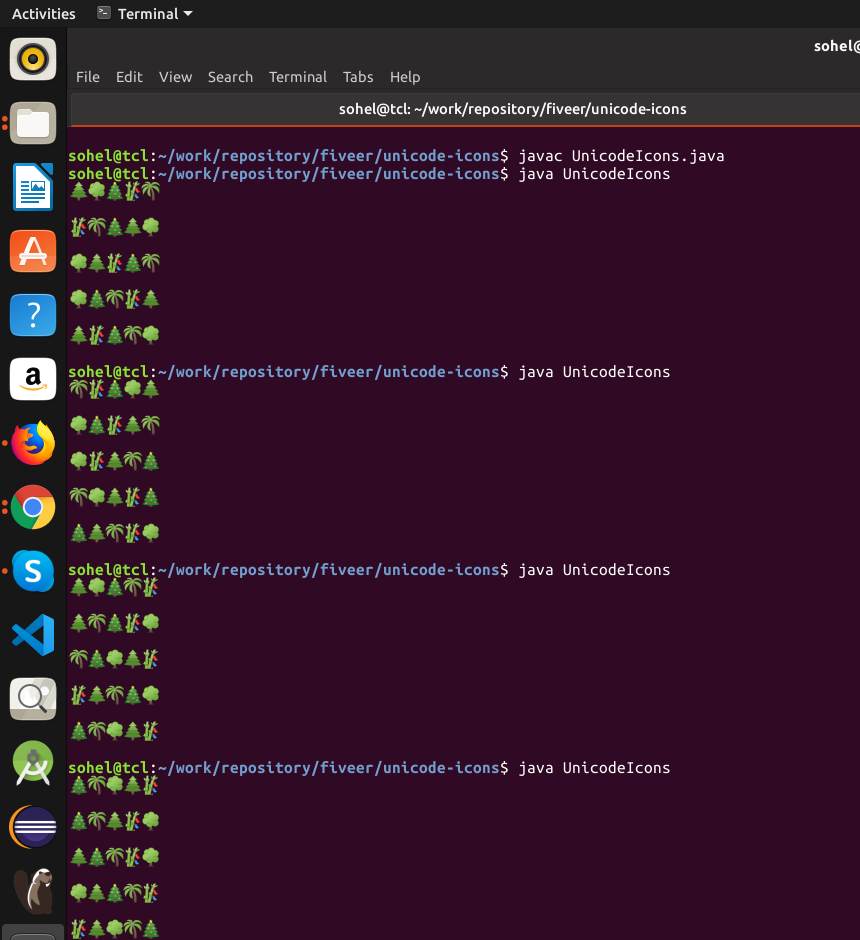 Activities Terminal
sohel@
File Edit View Search Terminal Tabs Help
sohel@tcl: ~/work/repository/fiveer/unicode-icons
sohel@tcl:~/work/repository/fiveer/unicode-icons$ javac UnicodeIcons.java
sohel@tcl:~/work/repository/fiveer/unicode-icons$ java UnicodeIcons
🌲🌳🎄🎋🌴
🎋🌴🎄🌲🌳
🌳🌲🎋🎄🌴
🌳🎄🌴🎋🌲
🌲🎋🎄🌴🌳
sohel@tcl:~/work/repository/fiveer/unicode-icons$ java UnicodeIcons
🌴🎋🎄🌳🌲
🌳🎄🎋🌲🌴
🌳🎋🌲🌴🎄
🌴🌳🌲🎋🎄
🎄🌲🌴🎋🌳
sohel@tcl:~/work/repository/fiveer/unicode-icons$ java UnicodeIcons
🌲🌳🎄🌴🎋
🌲🌴🎄🎋🌳
🌴🎄🌳🌲🎋
🎋🌲🌴🎄🌳
🎄🌴🌳🌲🎋
sohel@tcl:~/work/repository/fiveer/unicode-icons$ java UnicodeIcons
🎄🌴🌳🌲🎋
🎄🌴🌲🎋🌳
🌲🎄🌴🎋🌳
🌳🌲🎄🌴🎋
🎋🌲🌳🌴🎄
?
a
S